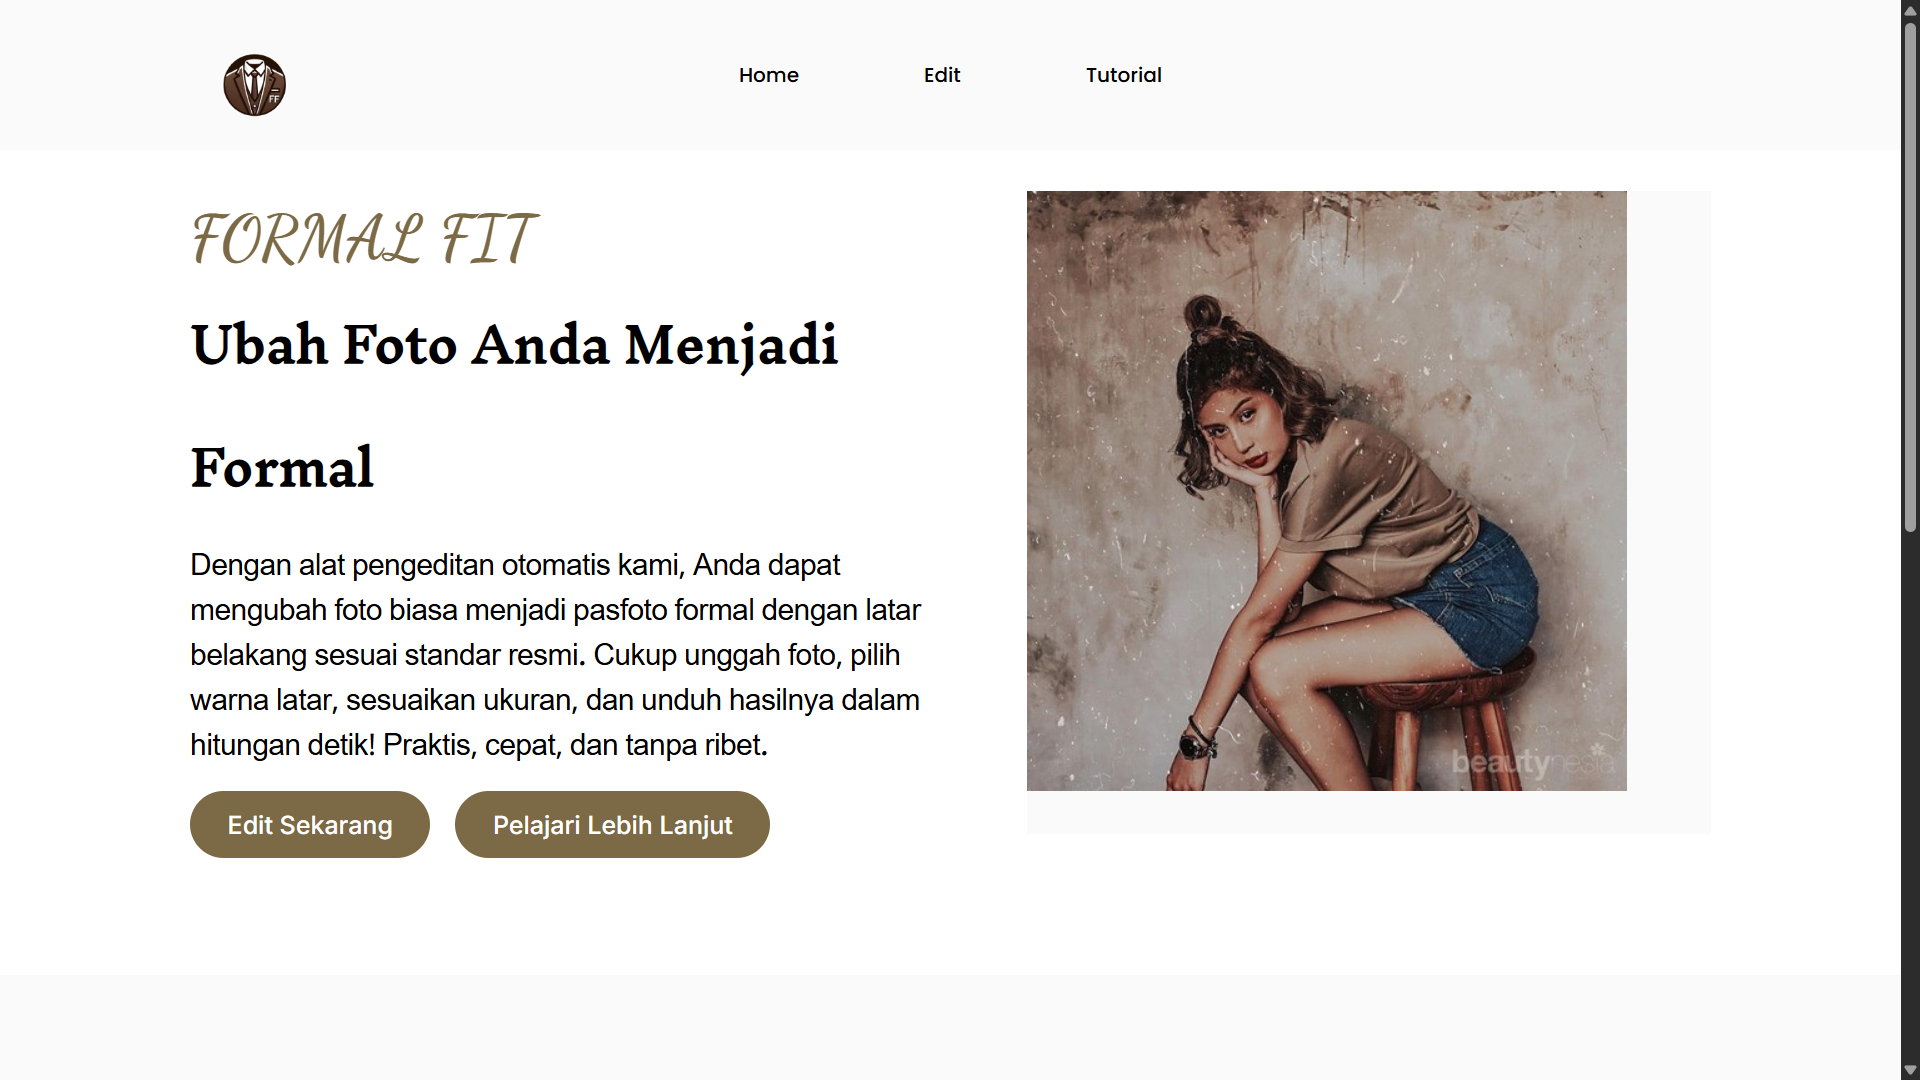 FF
Home
Edit
Tutorial
FORMAL FIT
Ubah Foto Anda Menjadi
Formal
Dengan alat pengeditan otomatis kami, Anda dapat
mengubah foto biasa menjadi pasfoto formal dengan latar
belakang sesuai standar resmi. Cukup unggah foto, pilih
warna latar, sesuaikan ukuran, dan unduh hasilnya dalam
hitungan detik! Praktis, cepat, dan tanpa ribet.
Edit Sekarang
Pelajari Lebih Lanjut
beautynesia